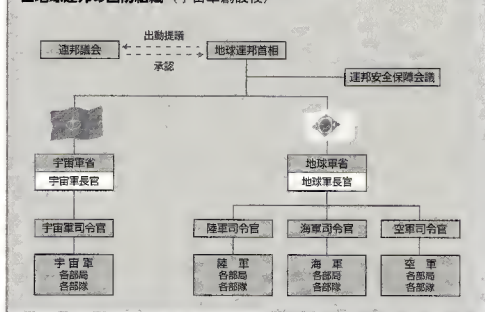 出動提議
連邦議会
地球連邦首相
承認
連邦安全保障会議
宇宙軍省
宇宙軍長官
地球軍省
地球軍長官
宇宙軍司令官
陸軍司令官
海軍司令官
空軍司令官
宇宙軍
各部局
各部隊
陸軍
各部局
各部隊
海軍
各部局
各部隊
空軍
各部局
各部隊